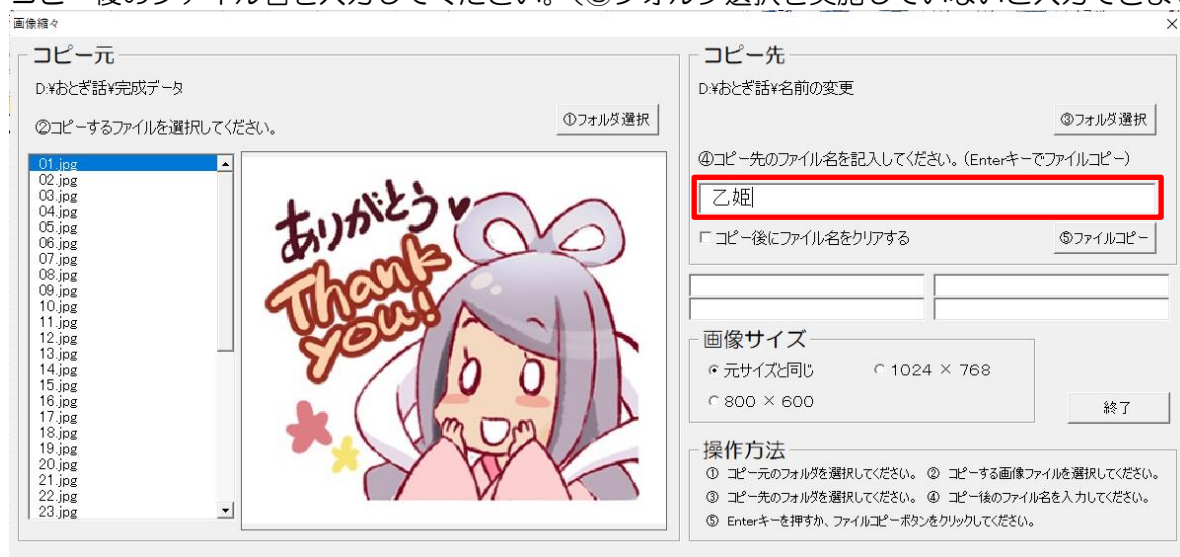 コピー後のファイル名を入力してください。(③フォルダ選択を実施していないと入力できま
画像縮々
コピー元
D:¥おとぎ話¥完成データ
①フォルダ選択
②コピーするファイルを選択してください。
01.jpg
02.jpg
03.jpg
04.jpg
05.jpg
06.jpg
07.jpg
08.jpg
09.jpg
10.jpg
11.jpg
12.jpg
13.jpg
14.jpg
15.jpg
16.jpg
17.jpg
18.jpg
19.jpg
20.jpg
21.jpg
22.jpg
23.jpg
ありがとう
Thank
you!
コピー先
D:¥おとぎ話¥名前の変更
③フォルダ選択
④コピー先のファイル名を記入してください。(Enterキーでファイルコピー)
乙姫
コピー後にファイル名をクリアする
⑤ファイルコピー
画像サイズ
元サイズと同じ
1024 × 768
800 × 600
終了
操作方法
① コピー元のフォルダを選択してください。 ② コピーする画像ファイルを選択してください。
③ コピー先のフォルダを選択してください。 ④ コピー後のファイル名を入力してください。
⑤ Enterキーを押すか、ファイルコピーボタンをクリックしてください。